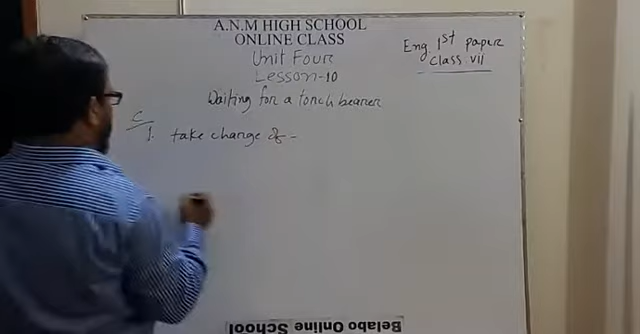 A.N.M HIGH SCHOOL
ONLINE CLASS
Unit Four
Lesson-10
Waiting for a torch bearer
Eng 1st paper
Class VII
C
1. take charge of -
Belabo Online School